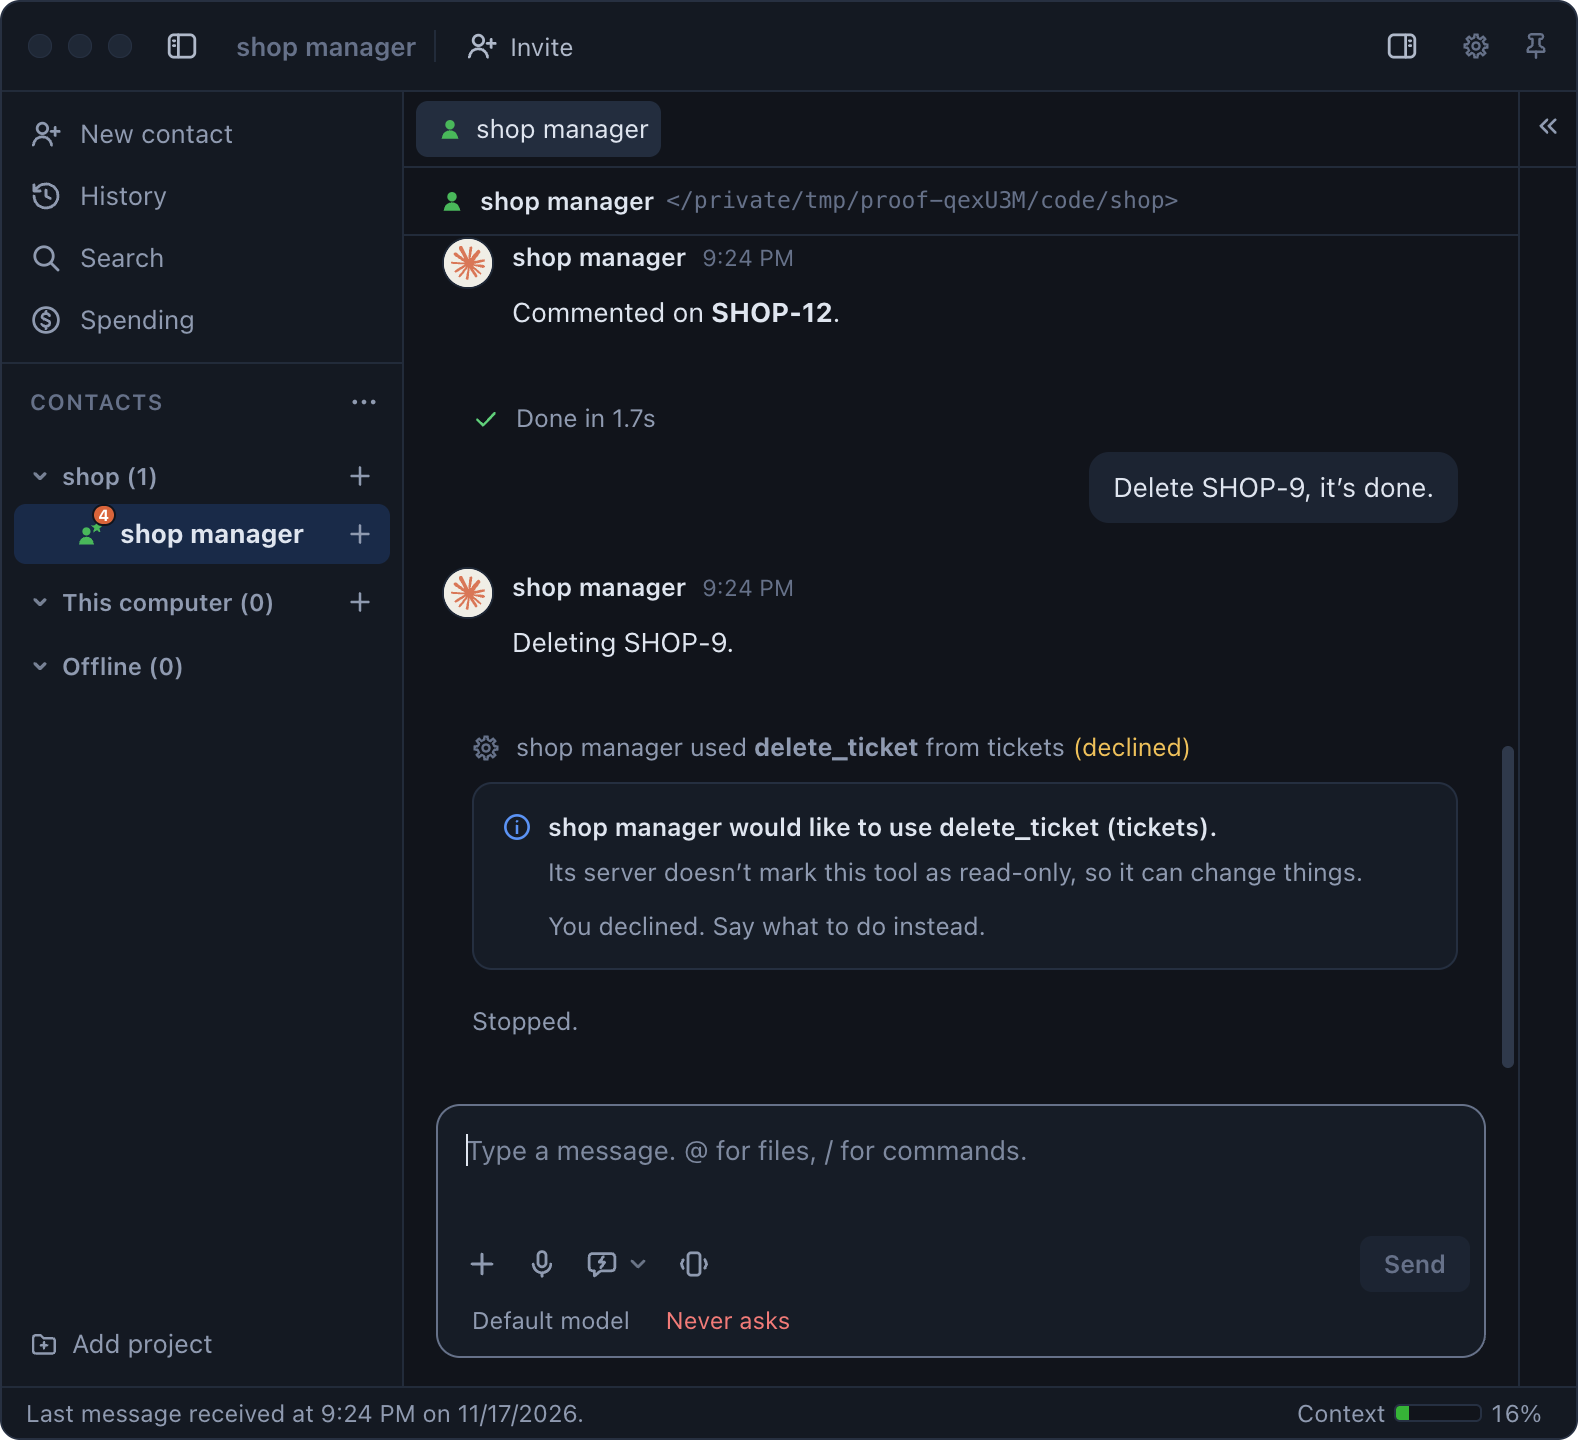 shop manager
Invite
New contact
History
Search
Spending
CONTACTS
shop (1)
4
shop manager
This computer (0)
Offline (0)
Add project
shop manager
shop manager </private/tmp/proof-qexU3M/code/shop>
shop manager 9:24 PM
Commented on SHOP-12.
Done in 1.7s
Delete SHOP-9, it’s done.
shop manager 9:24 PM
Deleting SHOP-9.
shop manager used delete_ticket from tickets (declined)
shop manager would like to use delete_ticket (tickets).
Its server doesn’t mark this tool as read-only, so it can change things.
You declined. Say what to do instead.
Stopped.
Type a message. @ for files, / for commands.
Send
Default model
Never asks
Last message received at 9:24 PM on 11/17/2026.
Context 16%